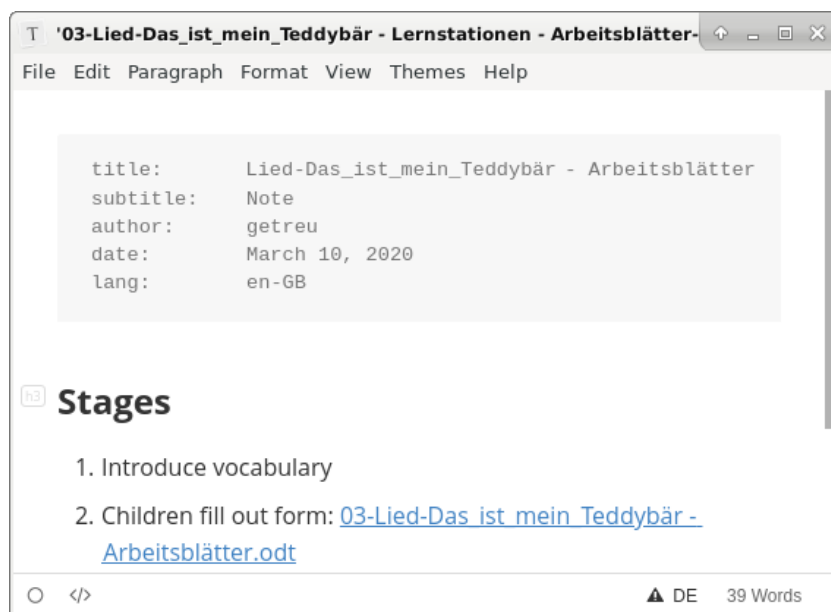 T '03-Lied-Das_ist_mein_Teddybär - Lernstationen - Arbeitsblätter-
File Edit Paragraph Format View Themes Help
title: Lied-Das_ist_mein_Teddybär - Arbeitsblätter
subtitle: Note
author: getreu
date: March 10, 2020
lang: en-GB
h3 Stages
1. Introduce vocabulary
2. Children fill out form: 03-Lied-Das_ist_mein_Teddybär -
Arbeitsblätter.odt
</> DE 39 Words